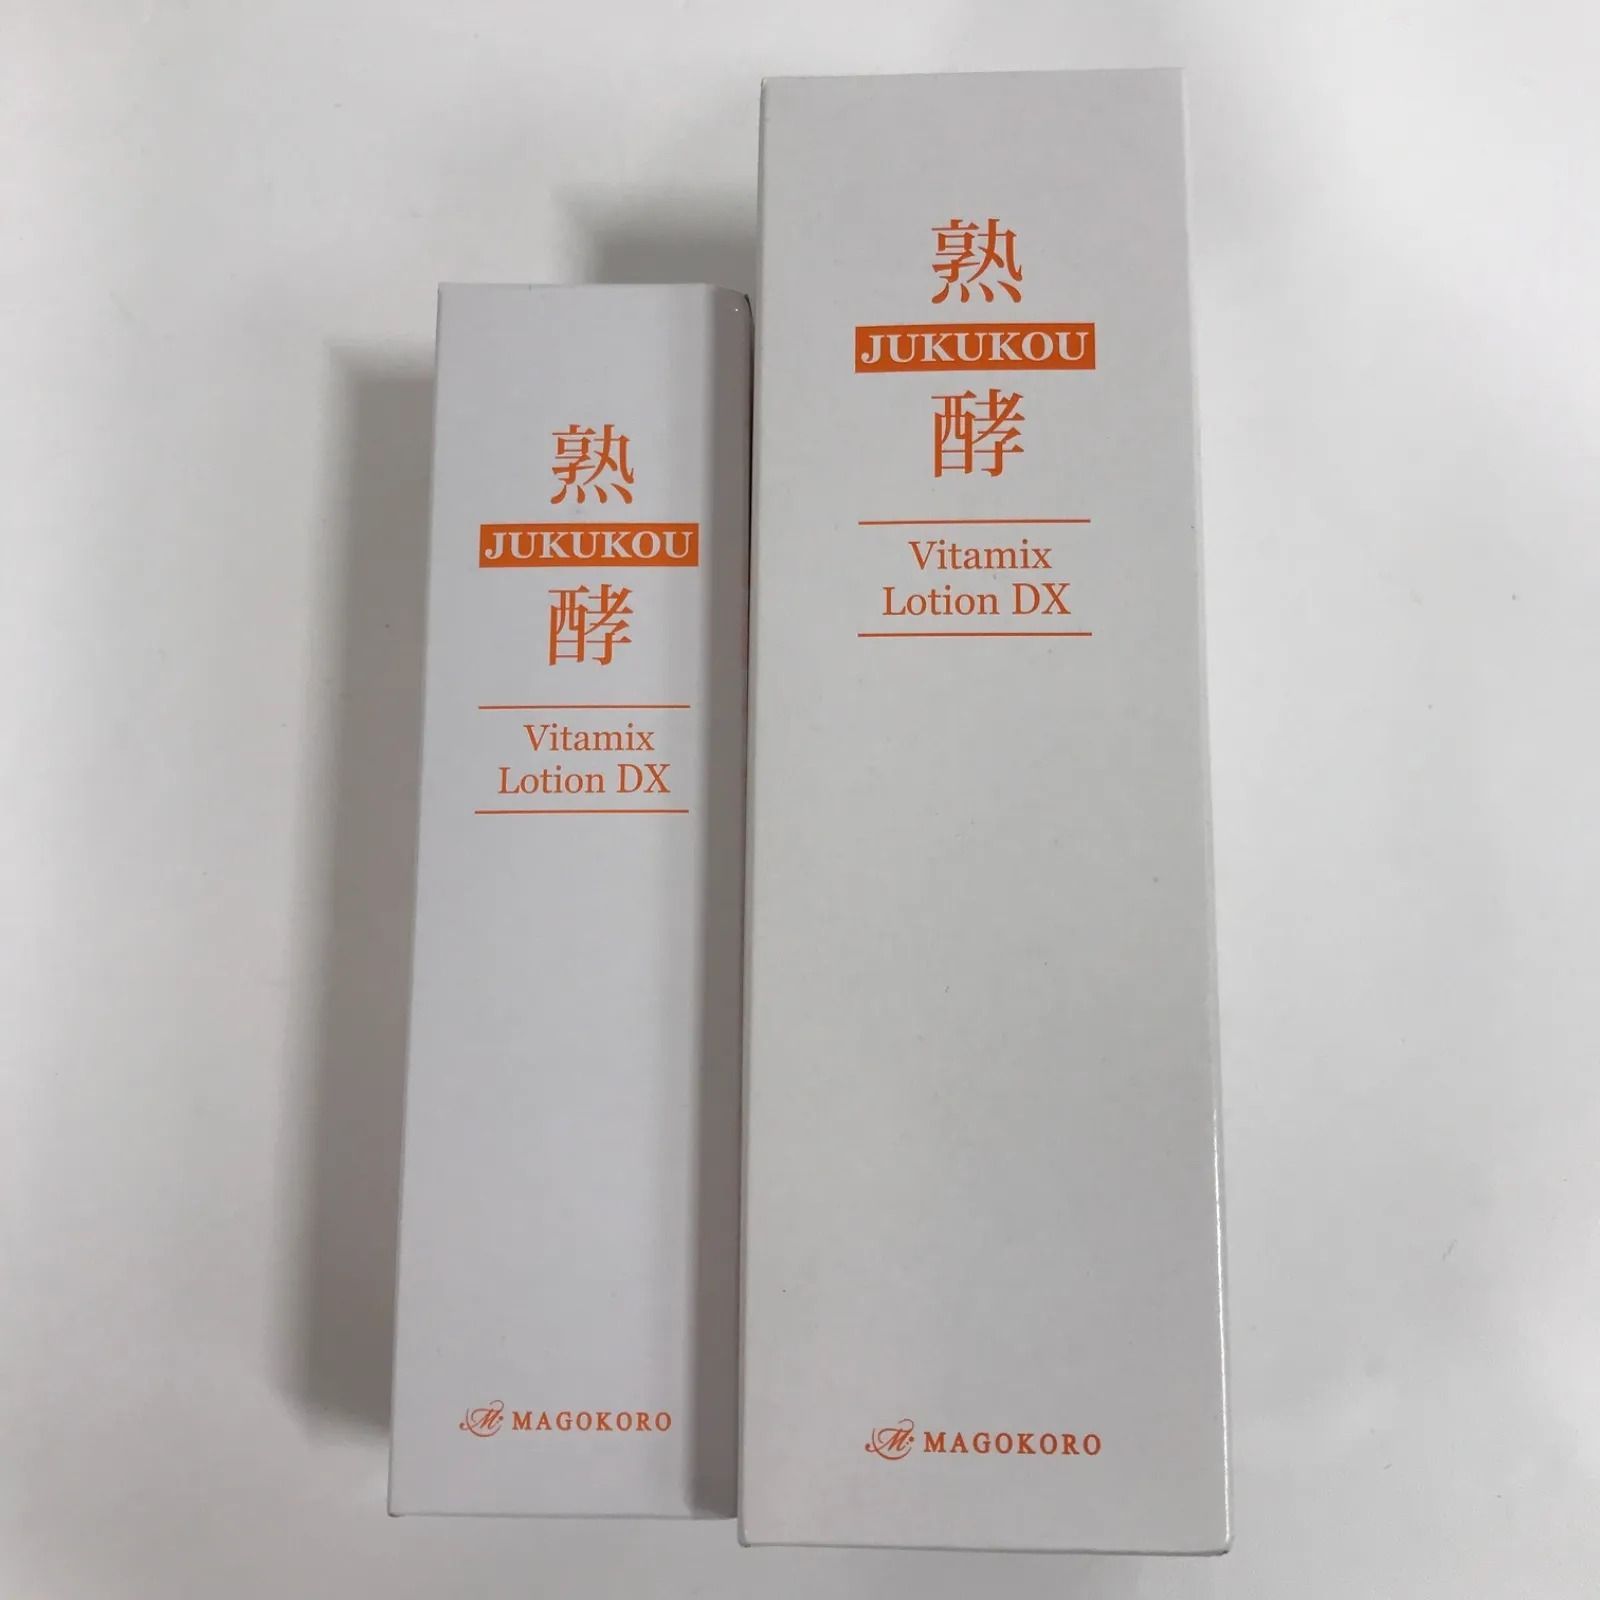 熟
JUKUKOU
酵
Vitamix
Lotion DX
MAGOKORO
熟
JUKUKOU
酵
Vitamix
Lotion DX
MAGOKORO